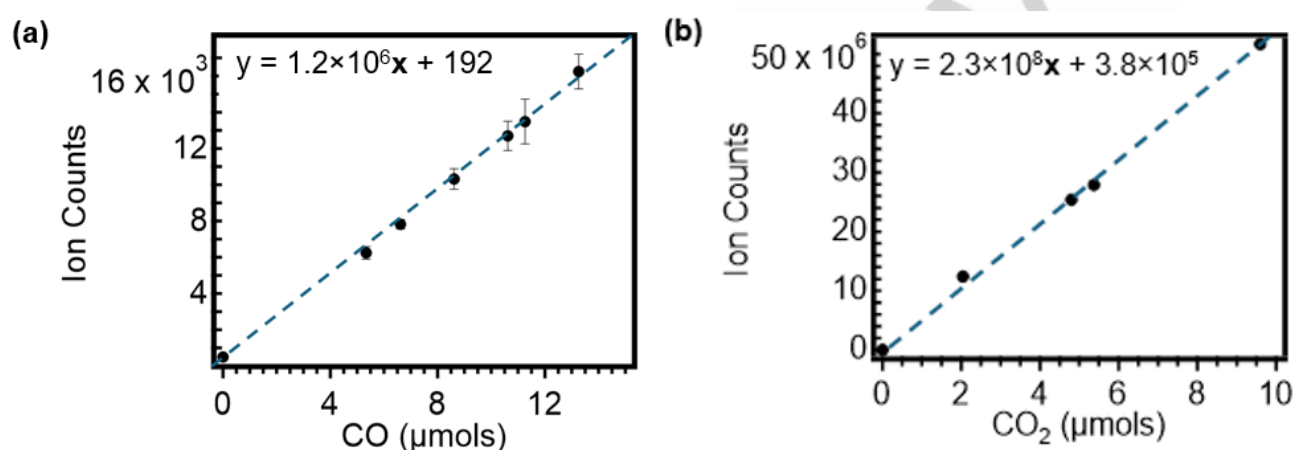 (a)
y = 1.2×10⁶x + 192
16 x 10³
12
8
4
Ion Counts
0 4 8 12
CO (μmols)
(b)
y = 2.3×10⁸x + 3.8×10⁵
50 x 10⁶
40
30
20
10
0
Ion Counts
0 2 4 6 8 10
CO₂ (μmols)